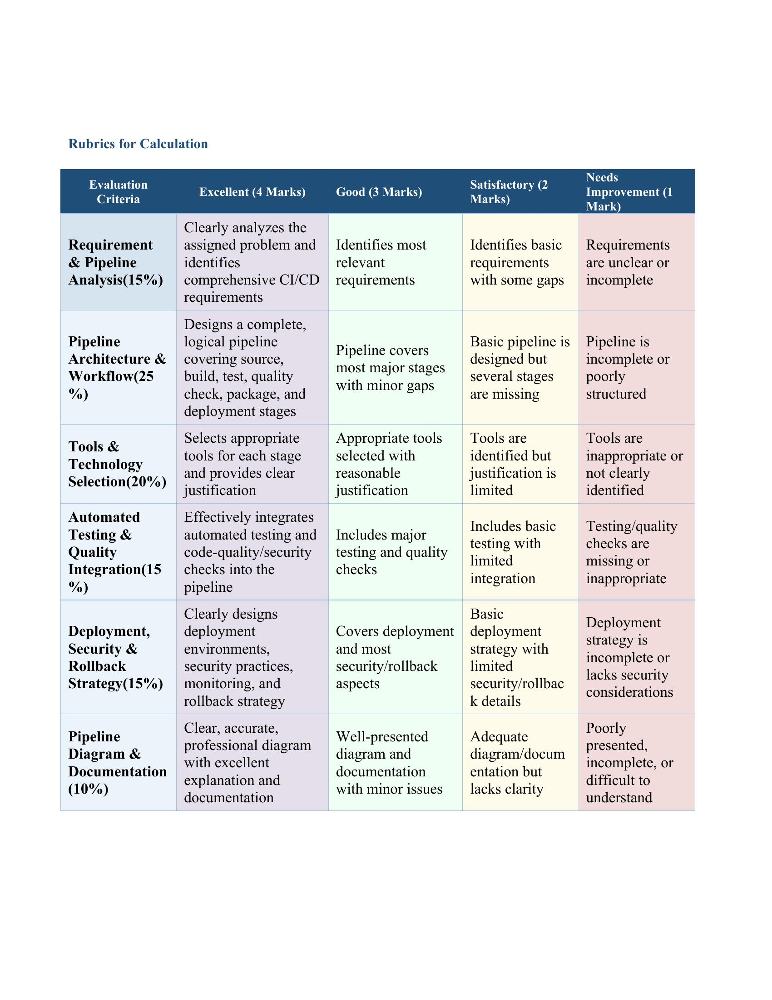 Rubrics for Calculation
Evaluation
Criteria
Excellent (4 Marks)
Good (3 Marks)
Satisfactory (2
Marks)
Needs
Improvement (1
Mark)
Requirement
& Pipeline
Analysis(15%)
Clearly analyzes the
assigned problem and
identifies
comprehensive CI/CD
requirements
Identifies most
relevant
requirements
Identifies basic
requirements
with some gaps
Requirements
are unclear or
incomplete
Pipeline
Architecture &
Workflow(25
%)
Designs a complete,
logical pipeline
covering source,
build, test, quality
check, package, and
deployment stages
Pipeline covers
most major stages
with minor gaps
Basic pipeline is
designed but
several stages
are missing
Pipeline is
incomplete or
poorly
structured
Tools &
Technology
Selection(20%)
Selects appropriate
tools for each stage
and provides clear
justification
Appropriate tools
selected with
reasonable
justification
Tools are
identified but
justification is
limited
Tools are
inappropriate or
not clearly
identified
Automated
Testing &
Quality
Integration(15
%)
Effectively integrates
automated testing and
code-quality/security
checks into the
pipeline
Includes major
testing and quality
checks
Includes basic
testing with
limited
integration
Testing/quality
checks are
missing or
inappropriate
Deployment,
Security &
Rollback
Strategy(15%)
Clearly designs
deployment
environments,
security practices,
monitoring, and
rollback strategy
Covers deployment
and most
security/rollback
aspects
Basic
deployment
strategy with
limited
security/rollbac
k details
Deployment
strategy is
incomplete or
lacks security
considerations
Pipeline
Diagram &
Documentation
(10%)
Clear, accurate,
professional diagram
with excellent
explanation and
documentation
Well-presented
diagram and
documentation
with minor issues
Adequate
diagram/docum
entation but
lacks clarity
Poorly
presented,
incomplete, or
difficult to
understand